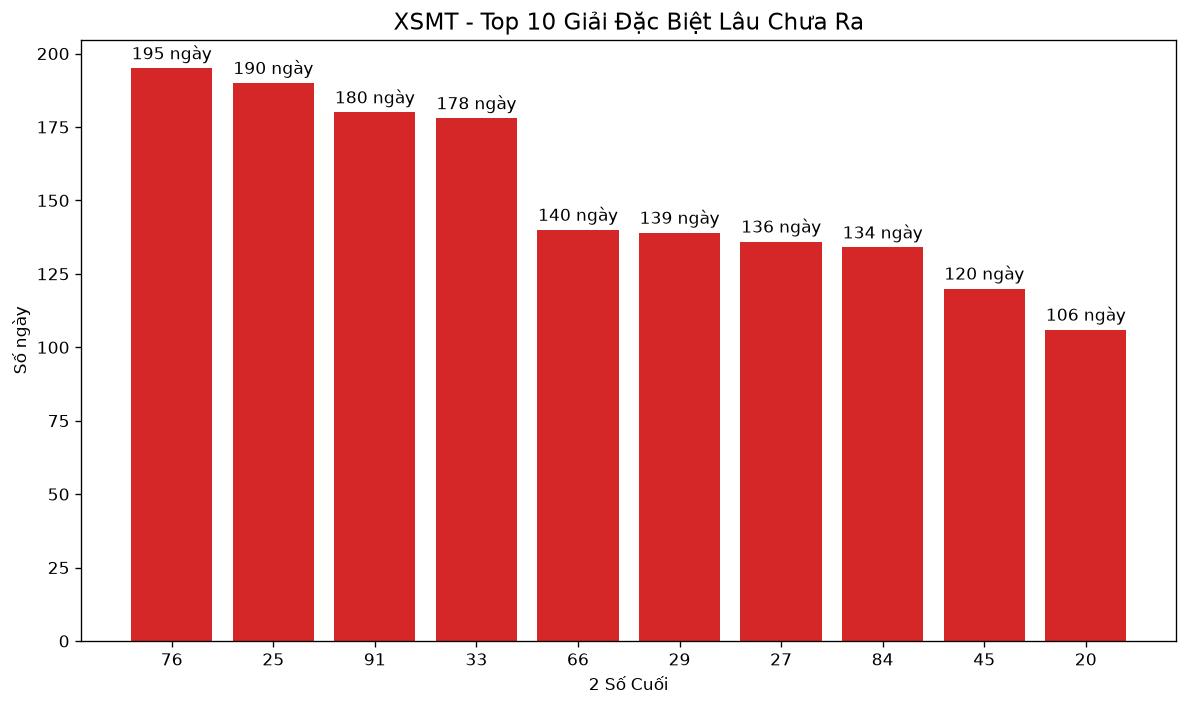 XSMT - Top 10 Giải Đặc Biệt Lâu Chưa Ra
Số ngày
200
175
150
125
100
75
50
25
0
195 ngày
190 ngày
180 ngày
178 ngày
140 ngày
139 ngày
136 ngày
134 ngày
120 ngày
106 ngày
76 25 91 33 66 29 27 84 45 20
2 Số Cuối